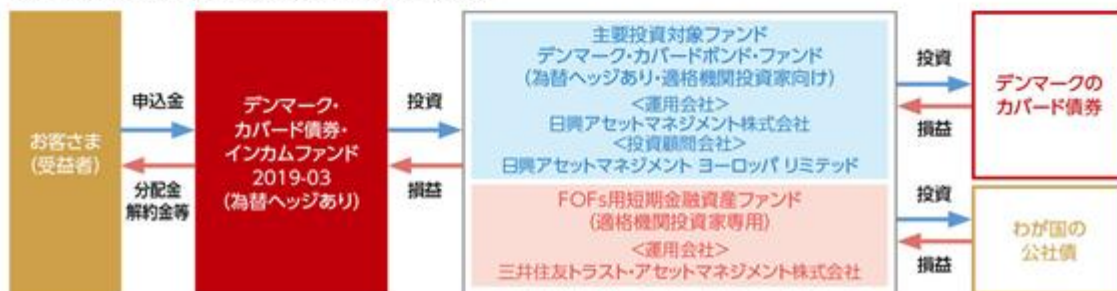 お客さま
(受益者)
申込金
分配金
解約金等
デンマーク・
カバード債券・
インカムファンド
2019-03
(為替ヘッジあり)
投資
損益
主要投資対象ファンド
デンマーク・カバードボンド・ファンド
(為替ヘッジあり・適格機関投資家向け)
<運用会社>
日興アセットマネジメント株式会社
<投資顧問会社>
日興アセットマネジメント ヨーロッパ リミテッド
FOFs用短期金融資産ファンド
(適格機関投資家専用)
<運用会社>
三井住友トラスト・アセットマネジメント株式会社
投資
損益
デンマークの
カバード債券
投資
損益
わが国の
公社債